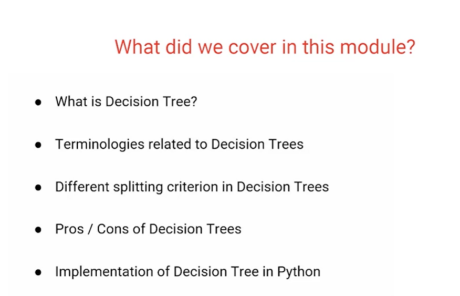 What did we cover in this module?
● What is Decision Tree?
● Terminologies related to Decision Trees
● Different splitting criterion in Decision Trees
● Pros / Cons of Decision Trees
● Implementation of Decision Tree in Python